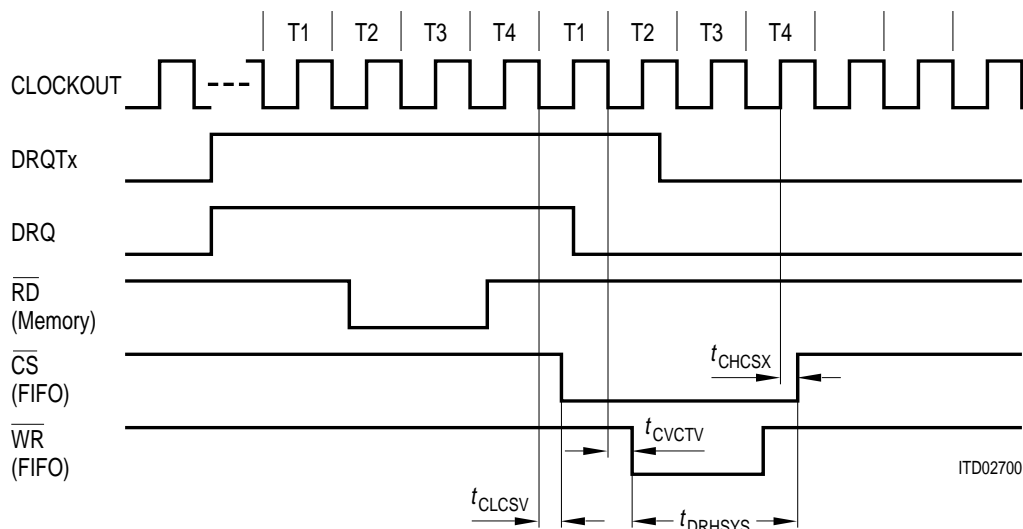 T1 T2 T3 T4 T1 T2 T3 T4
CLOCKOUT
DRQTx
DRQ
RD
(Memory)
CS
(FIFO)
tCHCSX
WR
(FIFO)
tCVCTV
ITD02700
tCLCSV
tDRHSYS